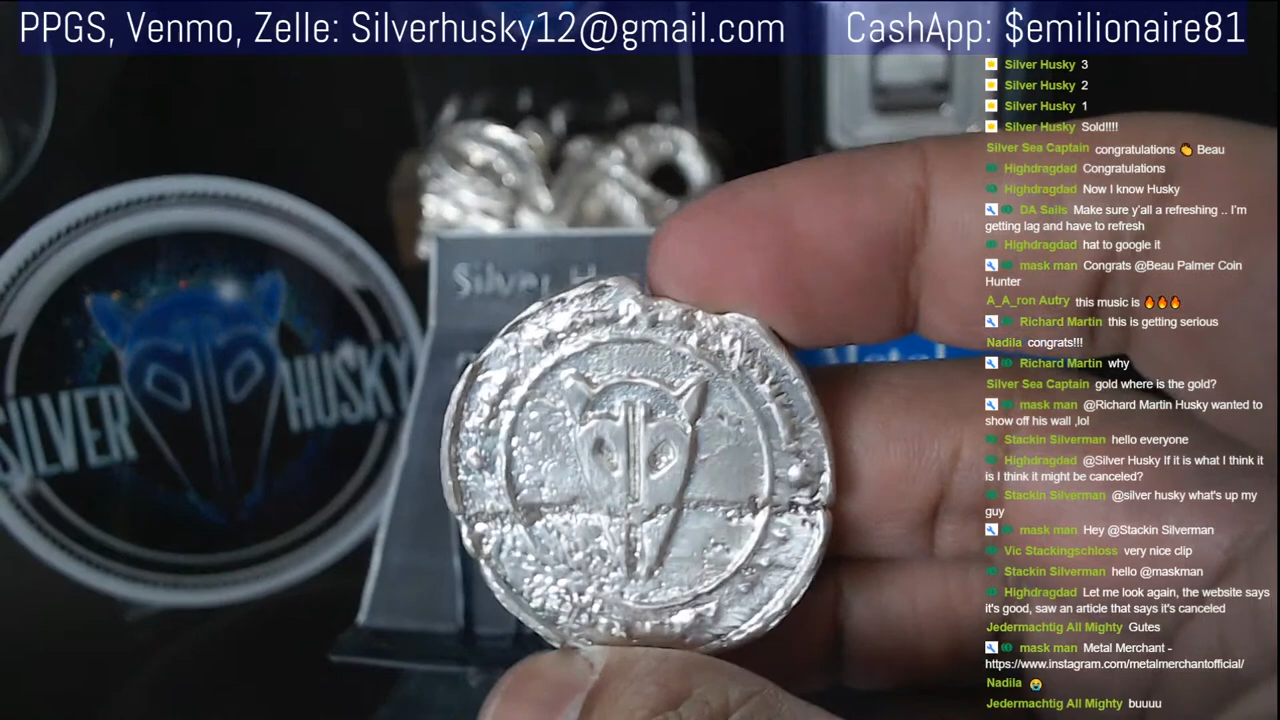 PPGS, Venmo, Zelle: Silverhusky12@gmail.com
CashApp: $emilionaire81
Silver Husky 3
Silver Husky 2
Silver Husky 1
Silver Husky Sold!!!!
Silver Sea Captain congratulations 👏 Beau
Highdragdad Congratulations
Highdragdad Now I know Husky
DA Sails Make sure y'all a refreshing .. I'm
getting lag and have to refresh
Highdragdad hat to google it
mask man Congrats @Beau Palmer Coin
Hunter
A_A_ron Autry this music is 🔥🔥🔥
Richard Martin this is getting serious
Nadila congrats!!!
Richard Martin why
Silver Sea Captain gold where is the gold?
mask man @Richard Martin Husky wanted to
show off his wall ,lol
Stackin Silverman hello everyone
Highdragdad @Silver Husky If it is what I think it
is I think it might be canceled?
Stackin Silverman @silver husky what's up my
guy
mask man Hey @Stackin Silverman
Vic Stackingschloss very nice clip
Stackin Silverman hello @maskman
Highdragdad Let me look again, the website says
it's good, saw an article that says it's canceled
Jedermachtig All Mighty Gutes
mask man Metal Merchant -
https://www.instagram.com/metalmerchantofficial/
Nadila 😭
Jedermachtig All Mighty buuuu
SILVER HUSKY
Silver H
Metal